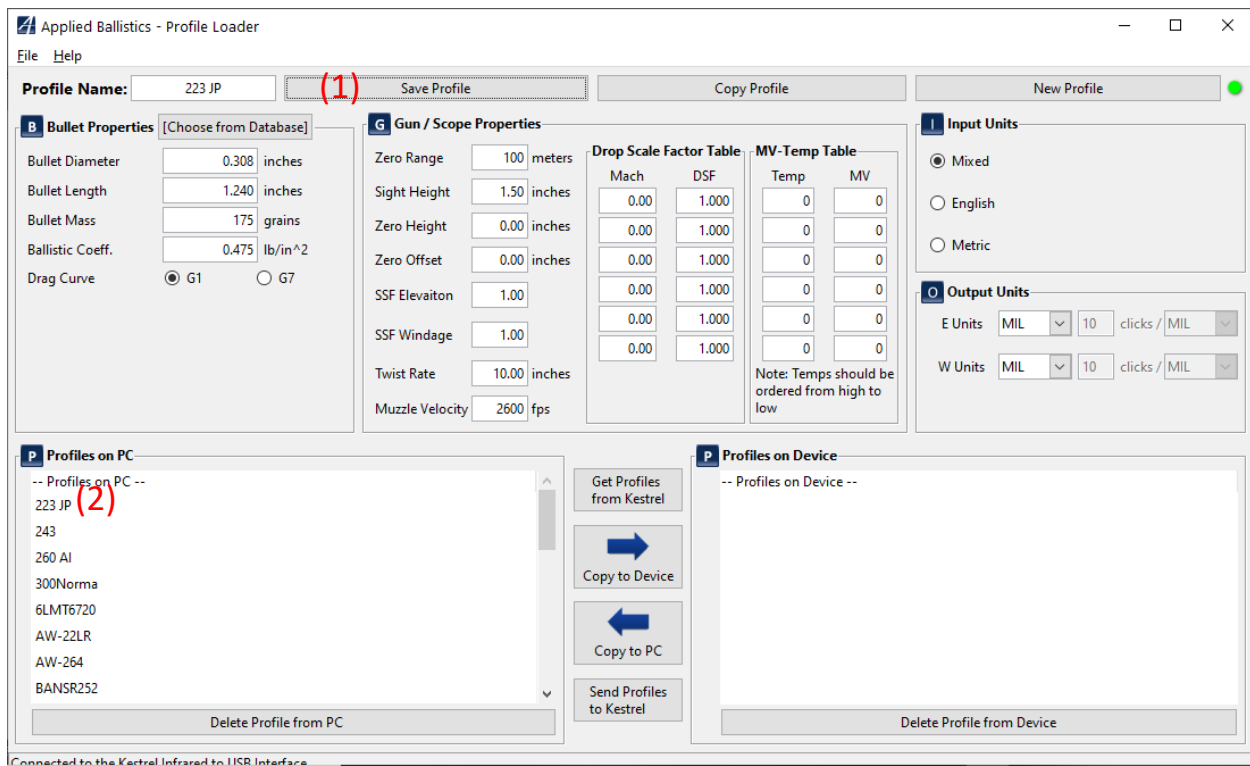 Applied Ballistics - Profile Loader
File Help
Profile Name: 223 JP (1) Save Profile Copy Profile New Profile
B Bullet Properties [Choose from Database]
Bullet Diameter 0.308 inches
Bullet Length 1.240 inches
Bullet Mass 175 grains
Ballistic Coeff. 0.475 lb/in^2
Drag Curve G1 G7
G Gun / Scope Properties
Zero Range 100 meters
Sight Height 1.50 inches
Zero Height 0.00 inches
Zero Offset 0.00 inches
SSF Elevaiton 1.00
SSF Windage 1.00
Twist Rate 10.00 inches
Muzzle Velocity 2600 fps
Drop Scale Factor Table
Mach DSF
0.00 1.000
0.00 1.000
0.00 1.000
0.00 1.000
0.00 1.000
0.00 1.000
MV-Temp Table
Temp MV
0 0
0 0
0 0
0 0
0 0
0 0
Note: Temps should be
ordered from high to
low
I Input Units
Mixed
English
Metric
O Output Units
E Units MIL 10 clicks / MIL
W Units MIL 10 clicks / MIL
P Profiles on PC
-- Profiles on PC --
223 JP (2)
243
260 AI
300Norma
6LMT6720
AW-22LR
AW-264
BANSR252
Delete Profile from PC
Get Profiles
from Kestrel
Copy to Device
Copy to PC
Send Profiles
to Kestrel
P Profiles on Device
-- Profiles on Device --
Delete Profile from Device
Connected to the Kestrel Infrared to USB Interface